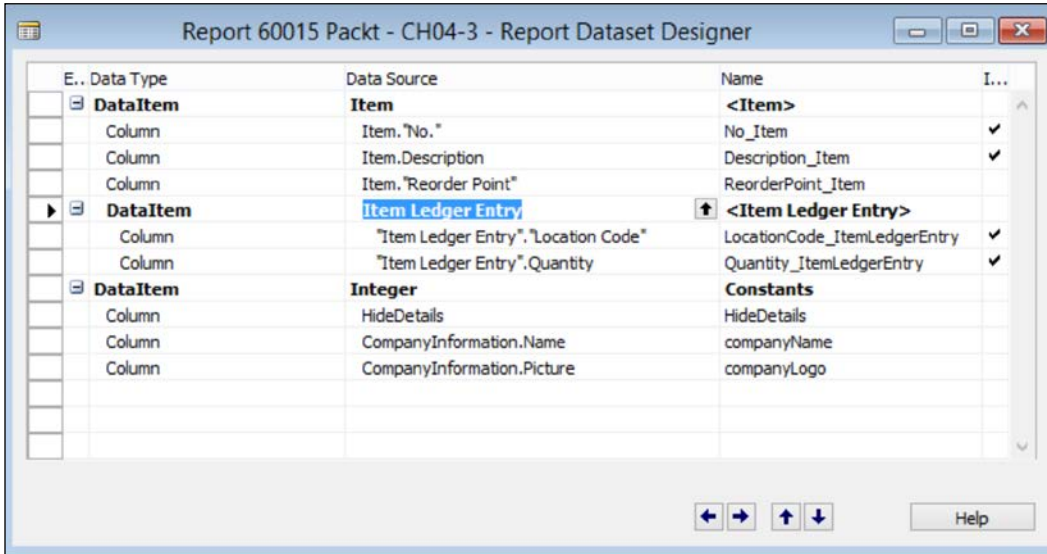 Report 60015 Packt - CH04-3 - Report Dataset Designer
E.. Data Type Data Source Name I...
DataItem Item <Item>
Column Item."No." No_Item
Column Item.Description Description_Item
Column Item."Reorder Point" ReorderPoint_Item
DataItem Item Ledger Entry <Item Ledger Entry>
Column "Item Ledger Entry"."Location Code" LocationCode_ItemLedgerEntry
Column "Item Ledger Entry".Quantity Quantity_ItemLedgerEntry
DataItem Integer Constants
Column HideDetails HideDetails
Column CompanyInformation.Name companyName
Column CompanyInformation.Picture companyLogo
Help